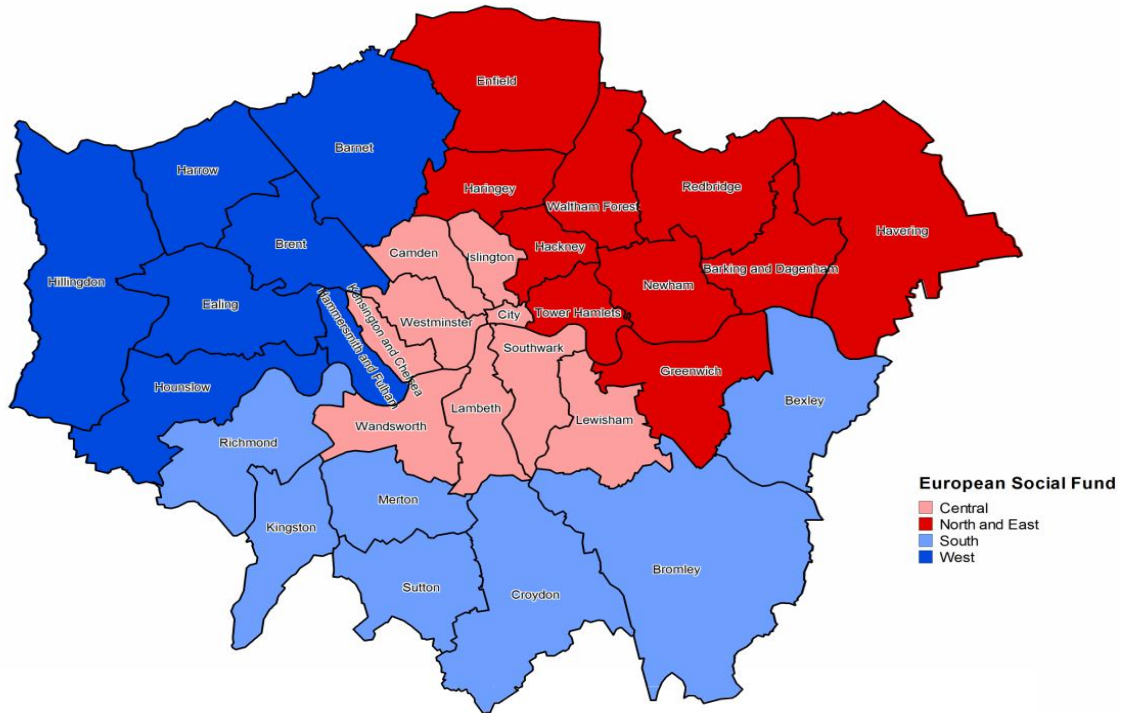 Enfield
Barnet
Harrow
Haringey
Redbridge
Waltham Forest
Havering
Brent
Hackney
Camden
Islington
Barking and Dagenham
Hillingdon
Newham
Ealing
Hammersmith and Fulham
Kensington and Chelsea
Westminster
City
Tower Hamlets
Southwark
Greenwich
Hounslow
Bexley
Lambeth
Lewisham
Wandsworth
Richmond
Merton
Kingston
Bromley
Sutton
Croydon
European Social Fund
Central
North and East
South
West